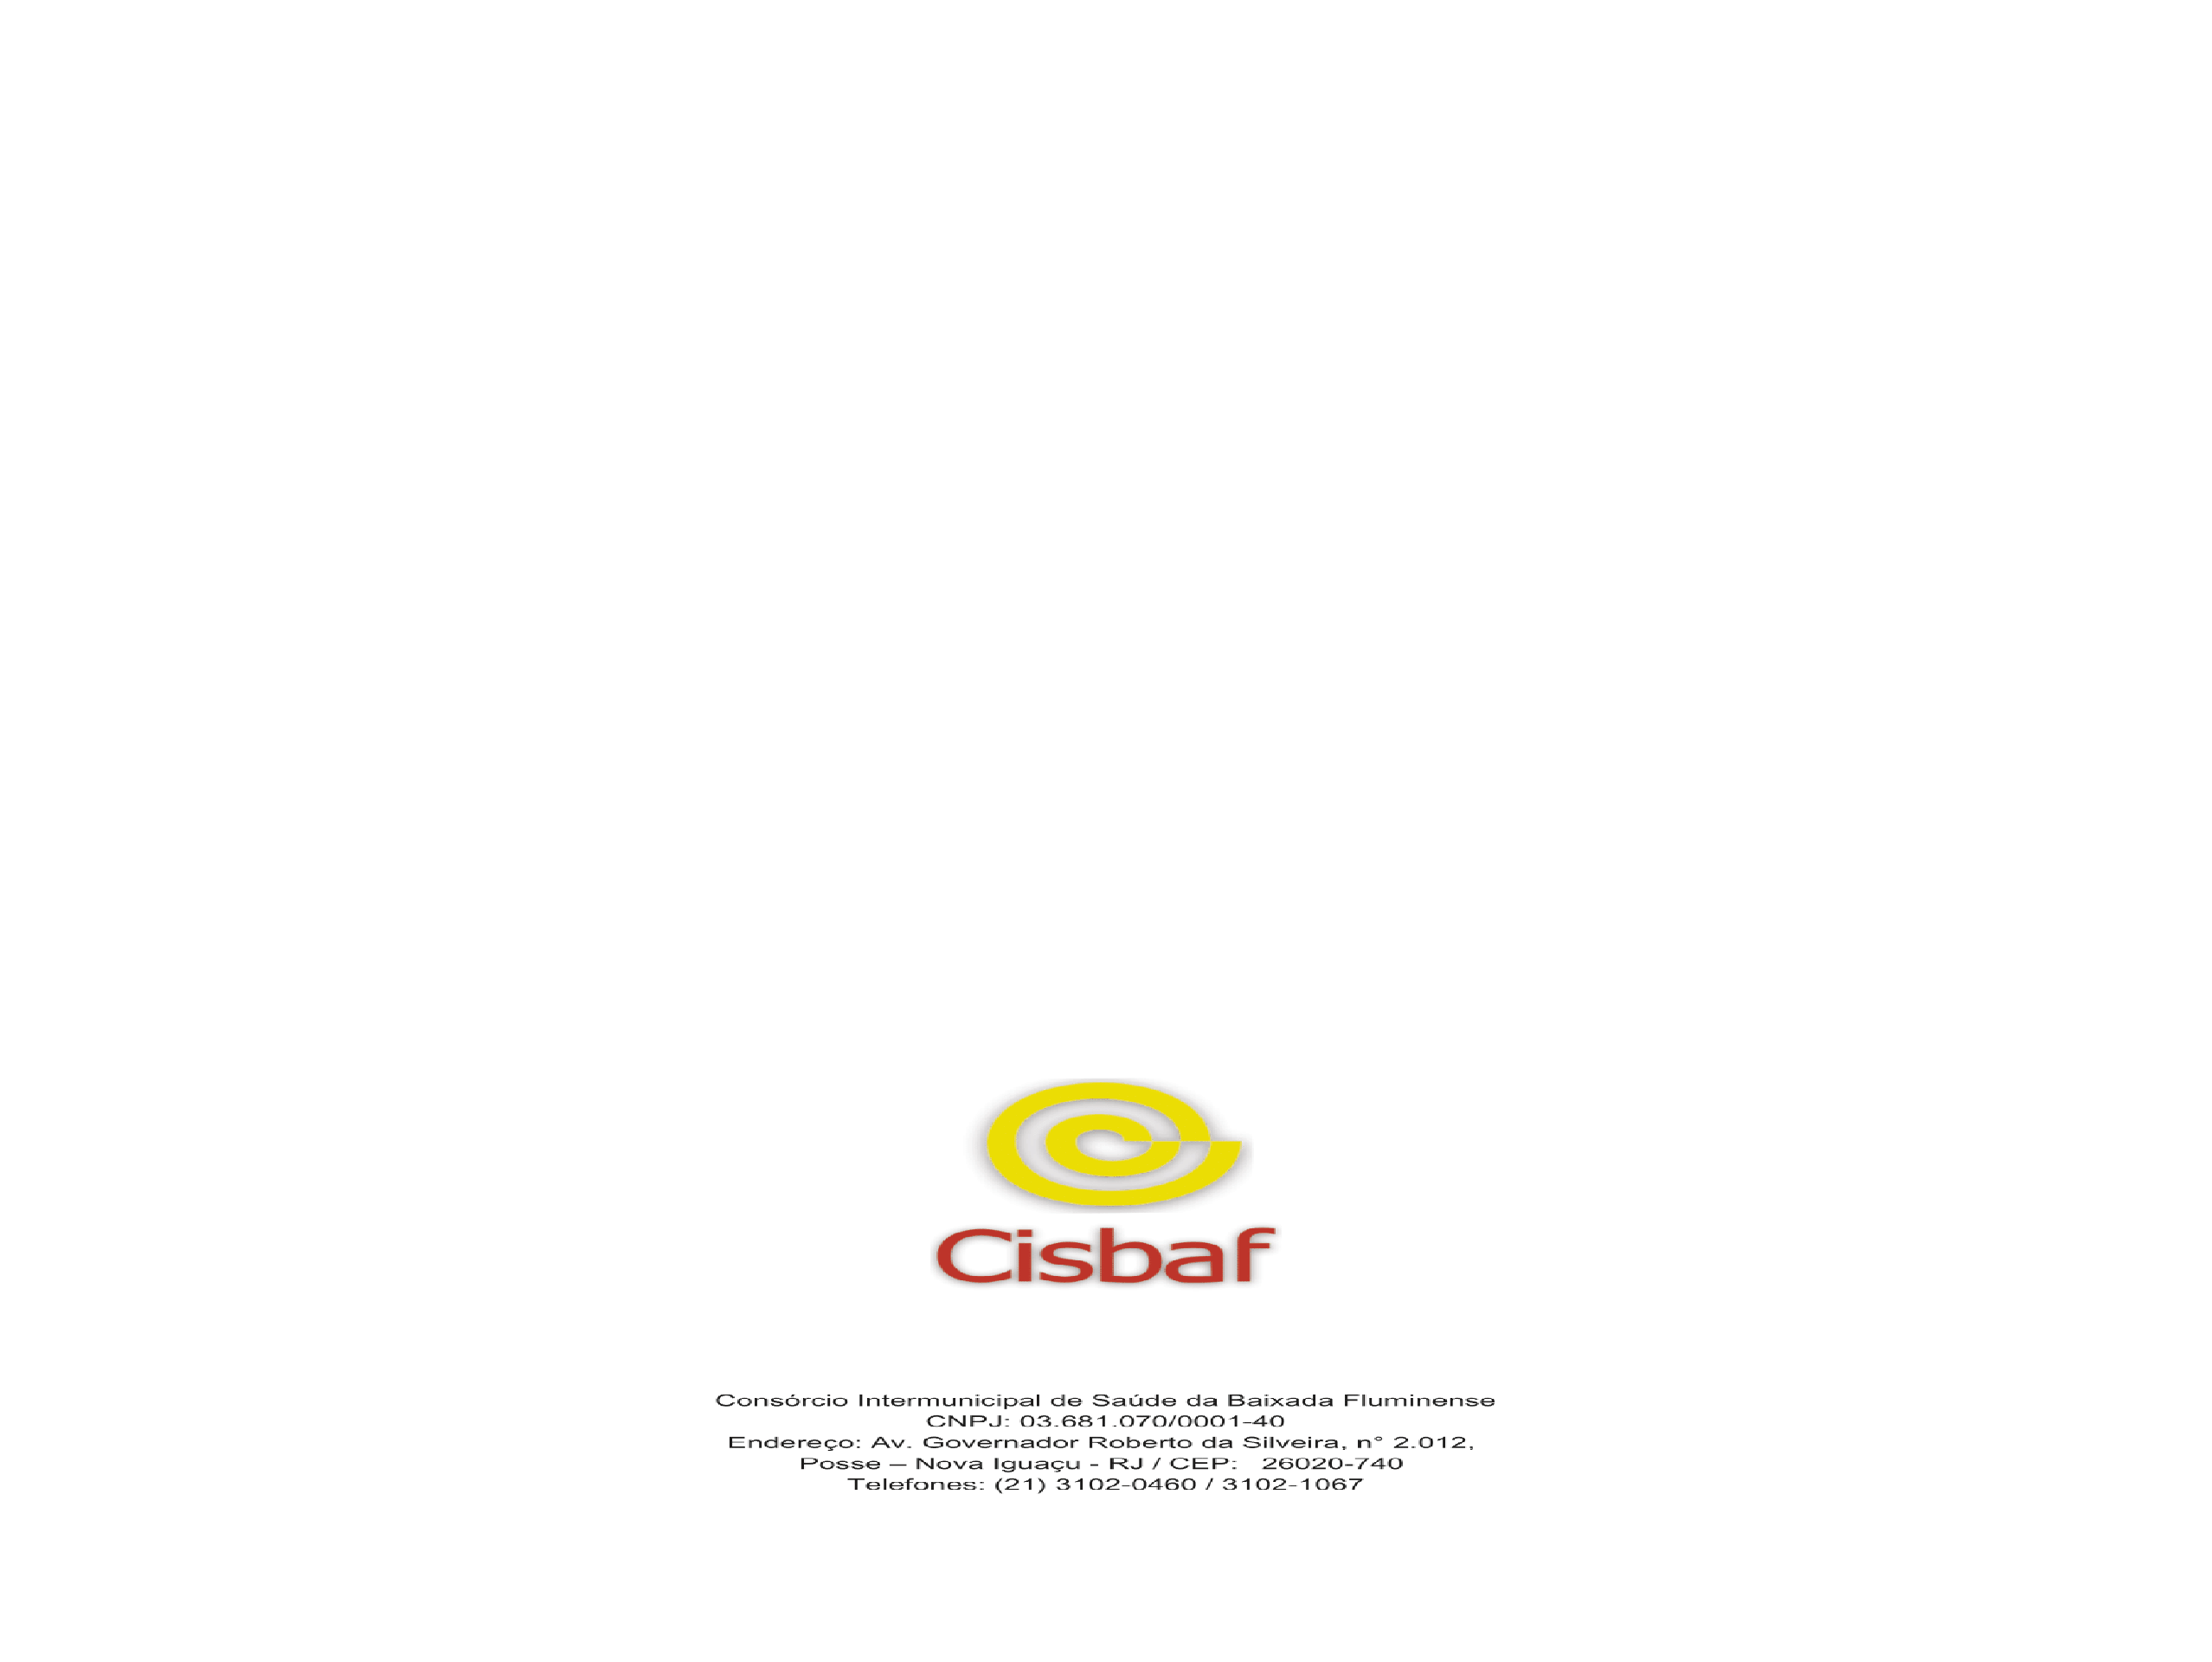 Cisbaf
Consórcio Intermunicipal de Saúde da Baixada Fluminense
CNPJ: 03.681.070/0001-40
Endereço: Av. Governador Roberto da Silveira, n° 2.012,
Posse – Nova Iguaçu - RJ / CEP:   26020-740
Telefones: (21) 3102-0460 / 3102-1067